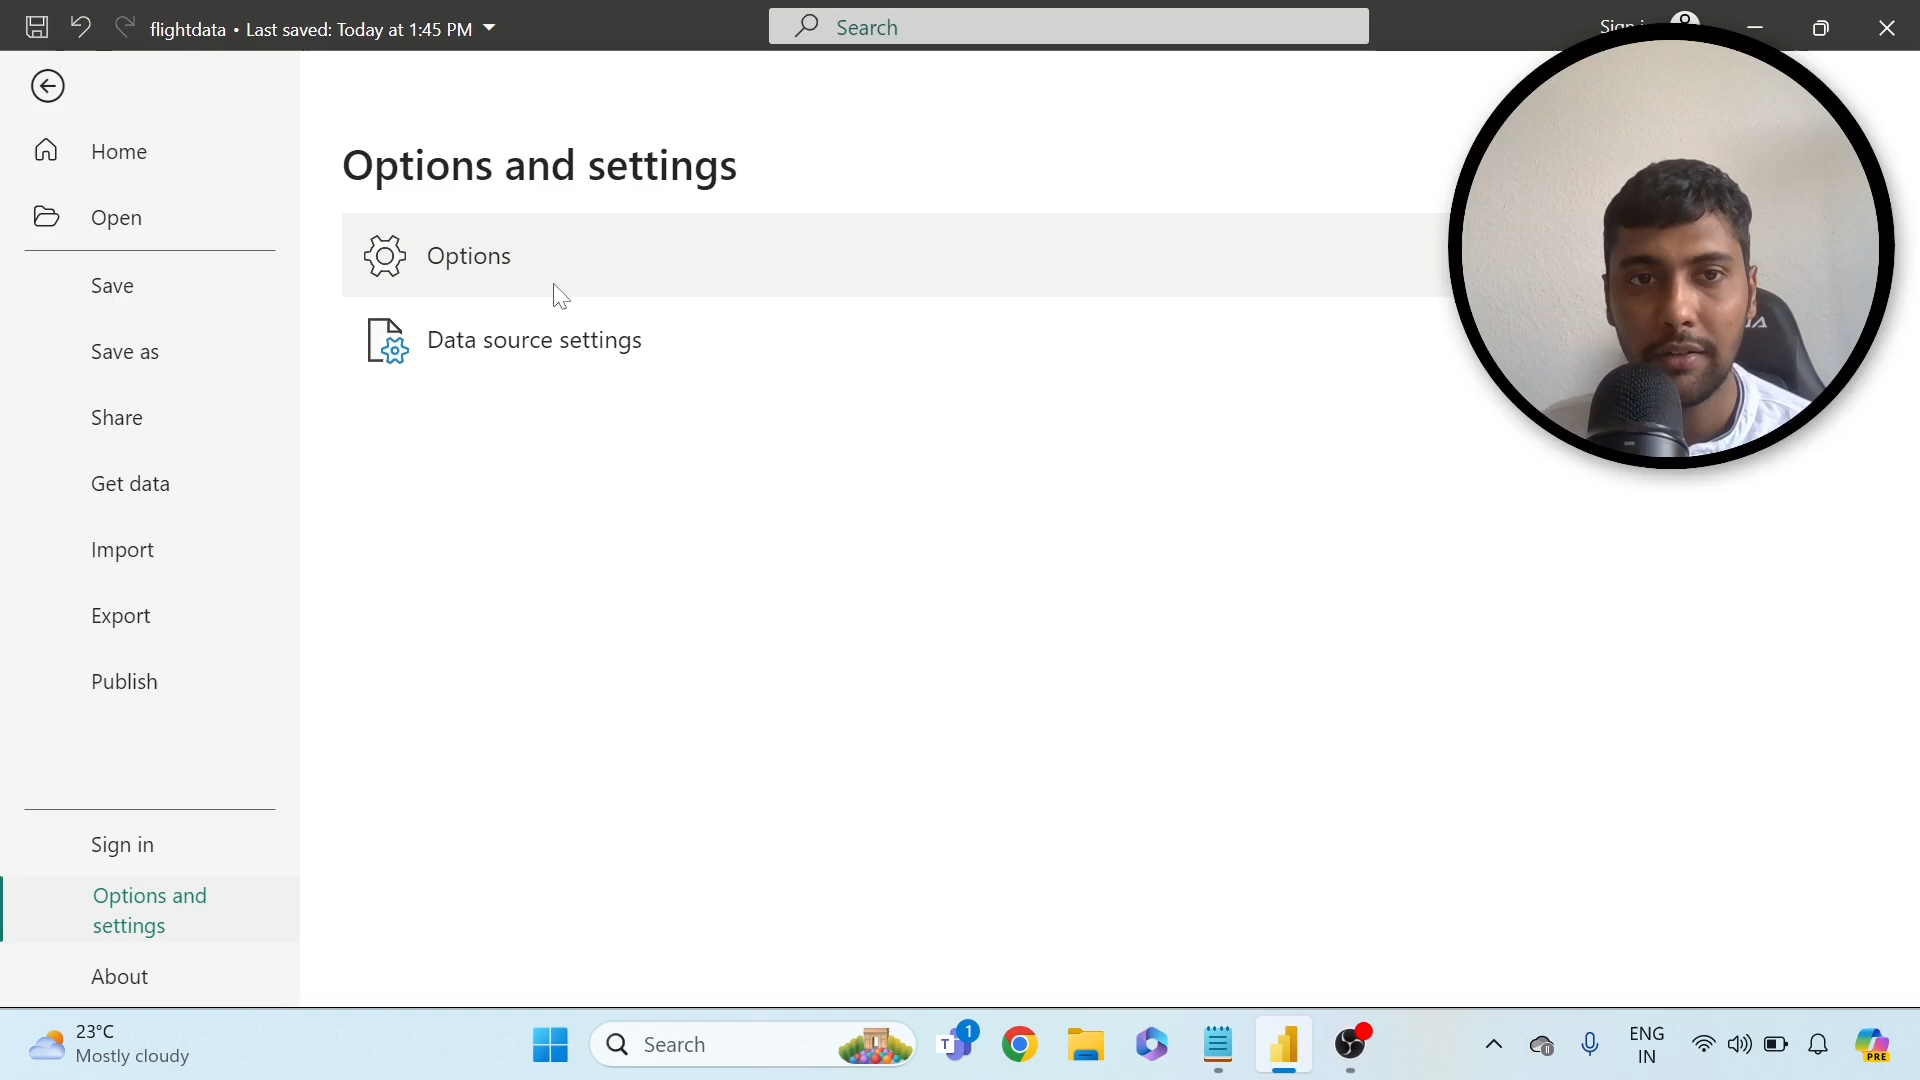 flightdata • Last saved: Today at 1:45 PM
Search
Home
Open
Save
Save as
Share
Get data
Import
Export
Publish
Sign in
Options and
settings
About
Options and settings
Options
Data source settings
23°C
Mostly cloudy
Search
T
1
ENG
IN
PRE